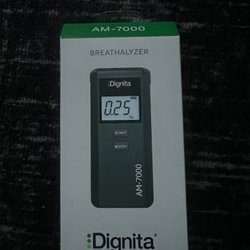 AM-7000
BREATHALYZER
Dignita
0.25
START
MEMORY
AM-7000
Dignita